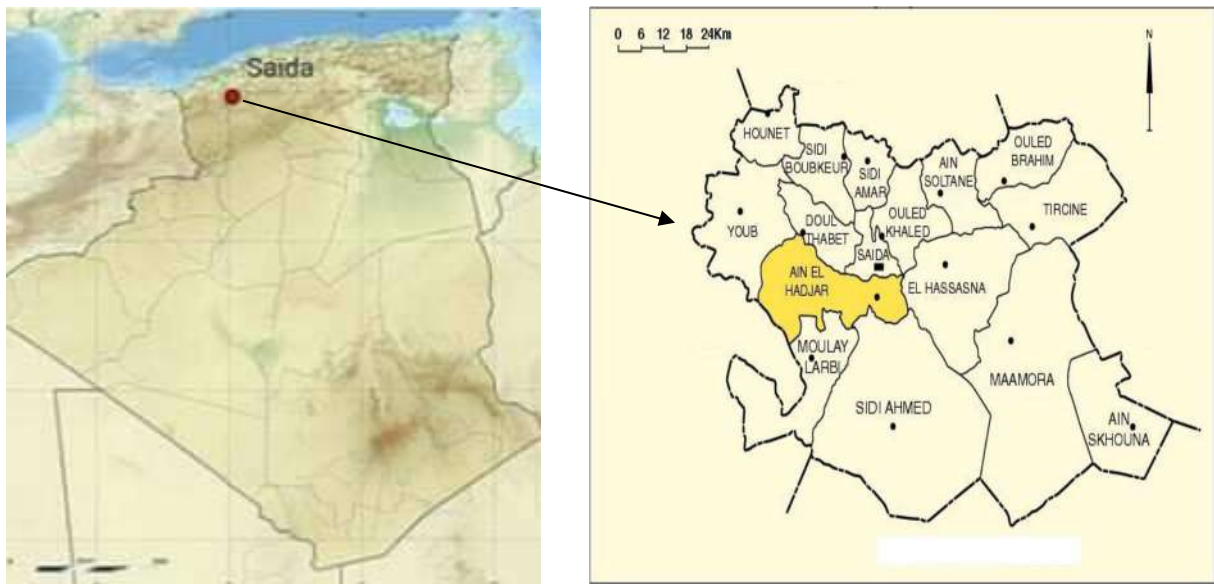 Saïda
0 6 12 18 24Km
N
HOUNET
SIDI
BOUBKEUR
SIDI
AMAR
AIN
SOLTANE
OULED
BRAHIM
TIRCINE
YOUB
DOUI
THABET
OULED
KHALED
SAIDA
AIN EL
HADJAR
EL HASSASNA
MOULAY
LARBI
MAAMORA
SIDI AHMED
AIN
SKHOUNA